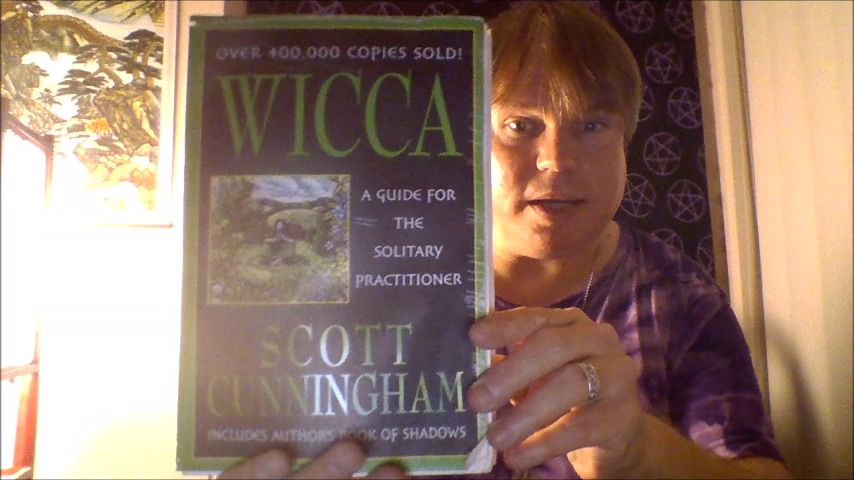 OVER 400,000 COPIES SOLD!
WICCA
A GUIDE FOR
THE
SOLITARY
PRACTITIONER
SCOTT
CUNNINGHAM
INCLUDES AUTHOR'S BOOK OF SHADOWS